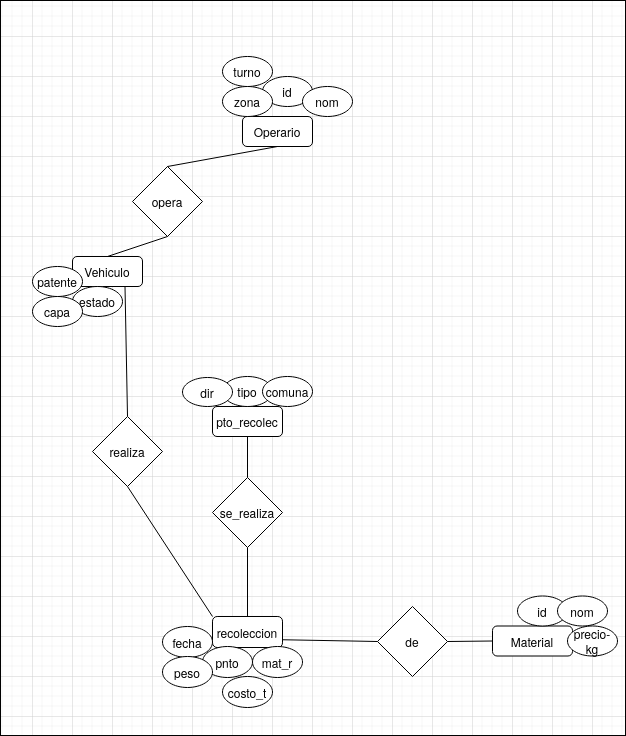 turno
id
zona
nom
Operario
opera
Vehiculo
patente
estado
capa
dir
tipo
comuna
pto_recolec
realiza
se_realiza
id
nom
recoleccion
fecha
de
Material
precio-
kg
pnto
mat_r
peso
costo_t